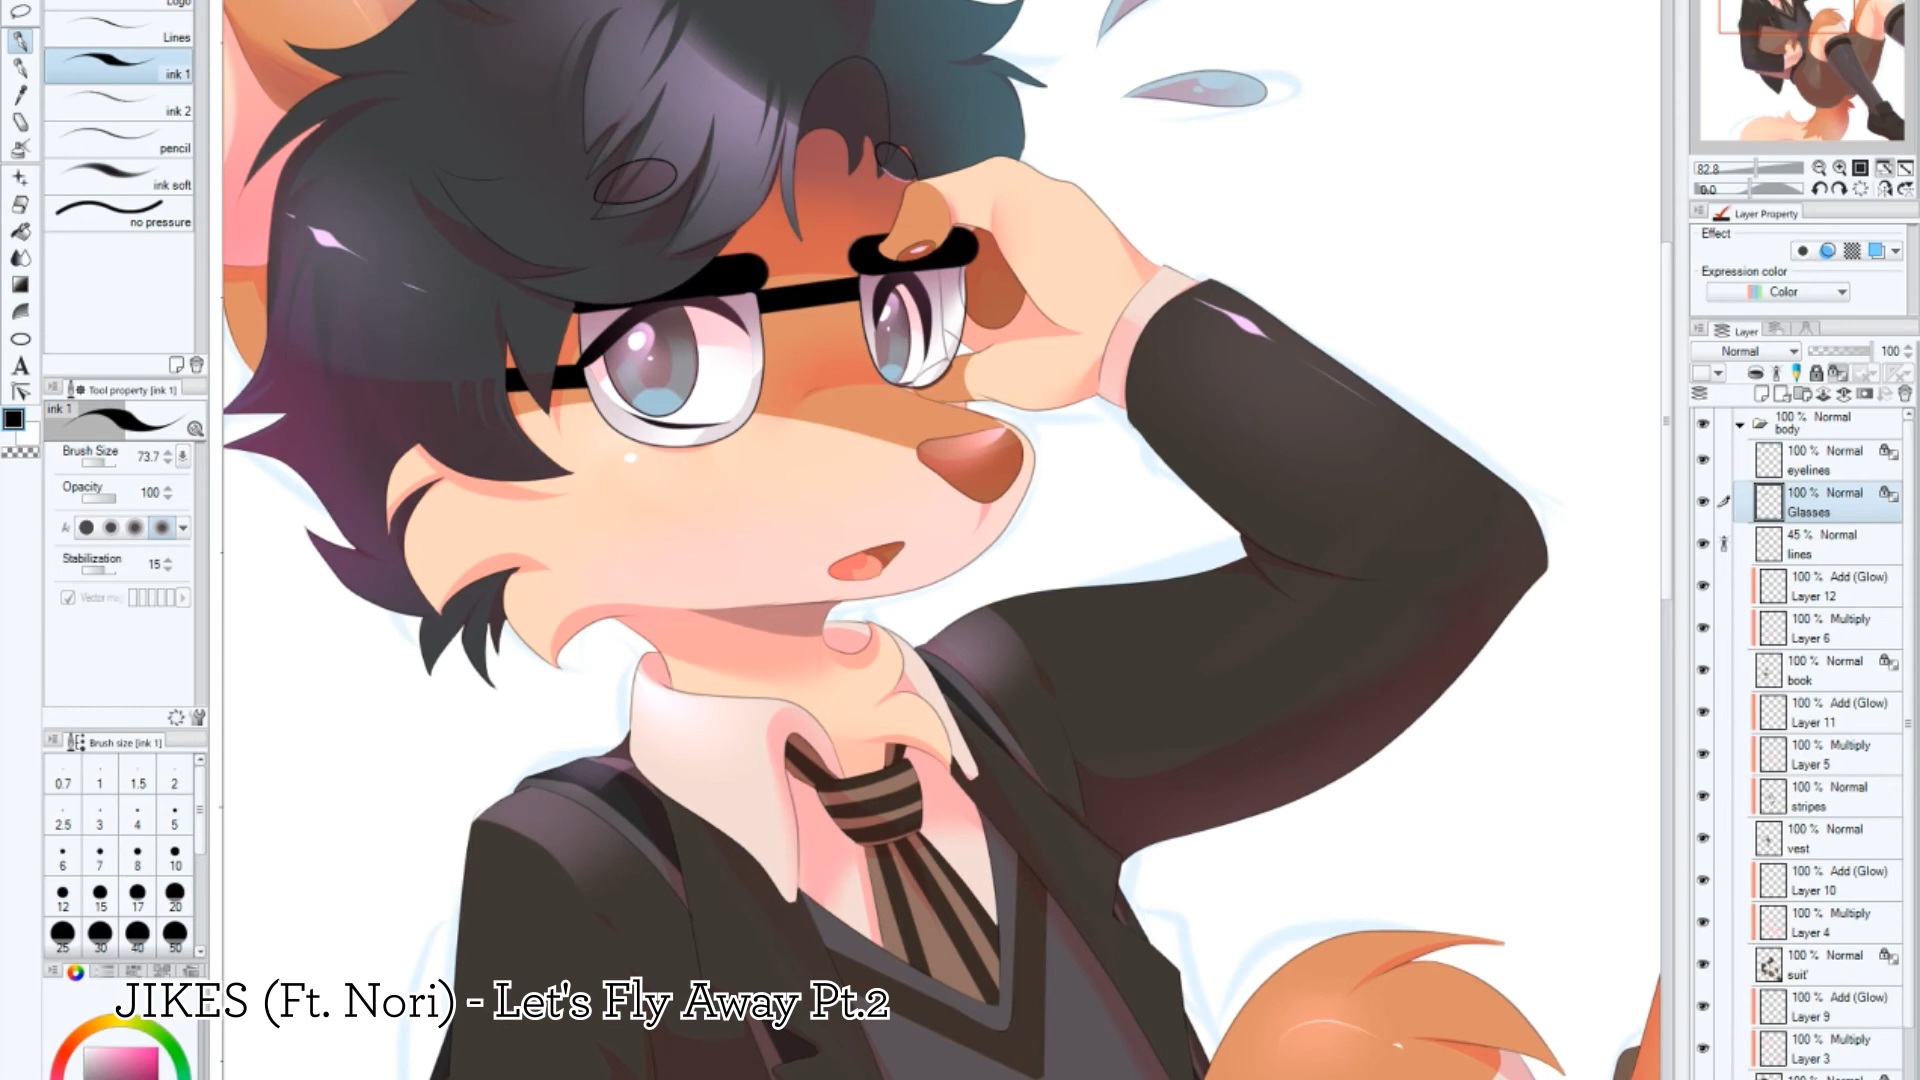 Logo
Lines
ink 1
ink 2
pencil
ink soft
no pressure
Tool property [ink 1]
ink 1
Brush Size 73.7
Opacity 100
Stabilization 15
Brush size [ink 1]
0.7 1 1.5 2
2.5 3 4 5
6 7 8 10
12 15 17 20
25 30 40 50
JIKES (Ft. Nori) - Let's Fly Away Pt.2
82.8
0.0
Layer Property
Effect
Expression color
Color
Layer
Normal 100
100 % Normal
body
100 % Normal
eyelines
100 % Normal
Glasses
45 % Normal
lines
100 % Add (Glow)
Layer 12
100 % Multiply
Layer 6
100 % Normal
book
100 % Add (Glow)
Layer 11
100 % Multiply
Layer 5
100 % Normal
stripes
100 % Normal
vest
100 % Add (Glow)
Layer 10
100 % Multiply
Layer 4
100 % Normal
suit'
100 % Add (Glow)
Layer 9
100 % Multiply
Layer 3
100 % Normal